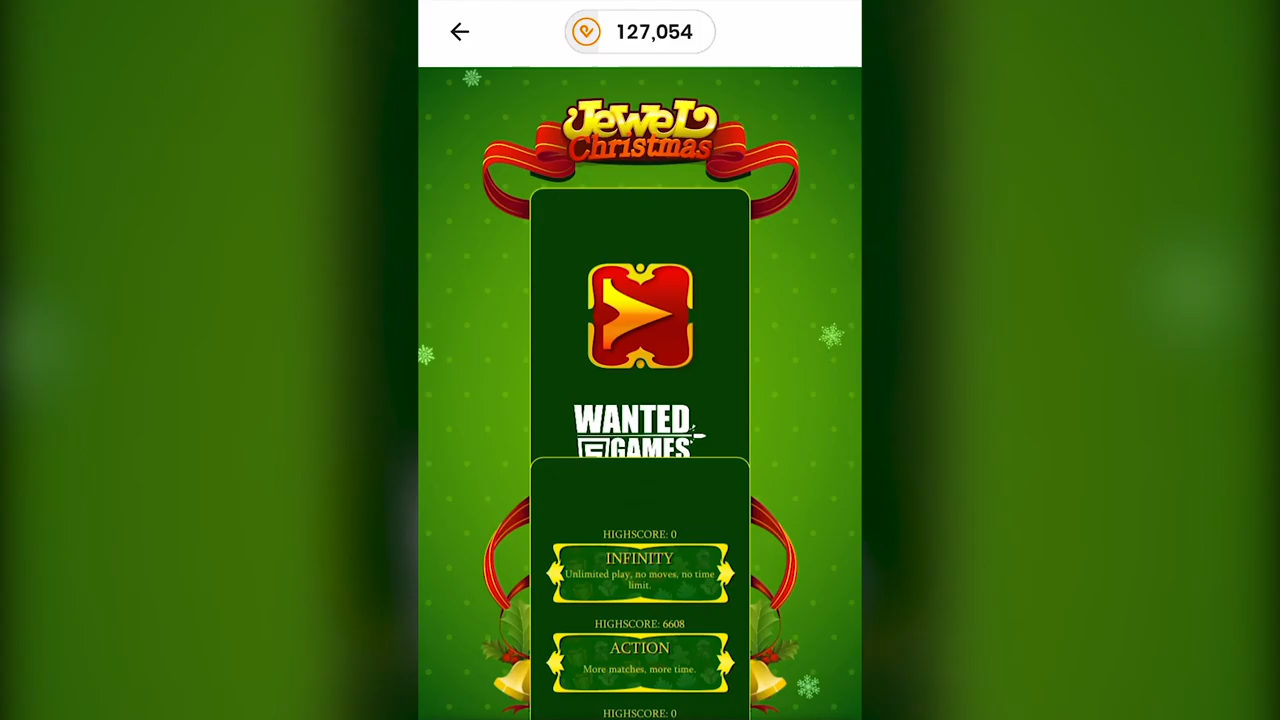 127,054
Jewel
Christmas
WANTED
5 GAMES
HIGHSCORE: 0
INFINITY
Unlimited play, no moves, no time
limit.
HIGHSCORE: 6608
ACTION
More matches, more time.
HIGHSCORE: 0